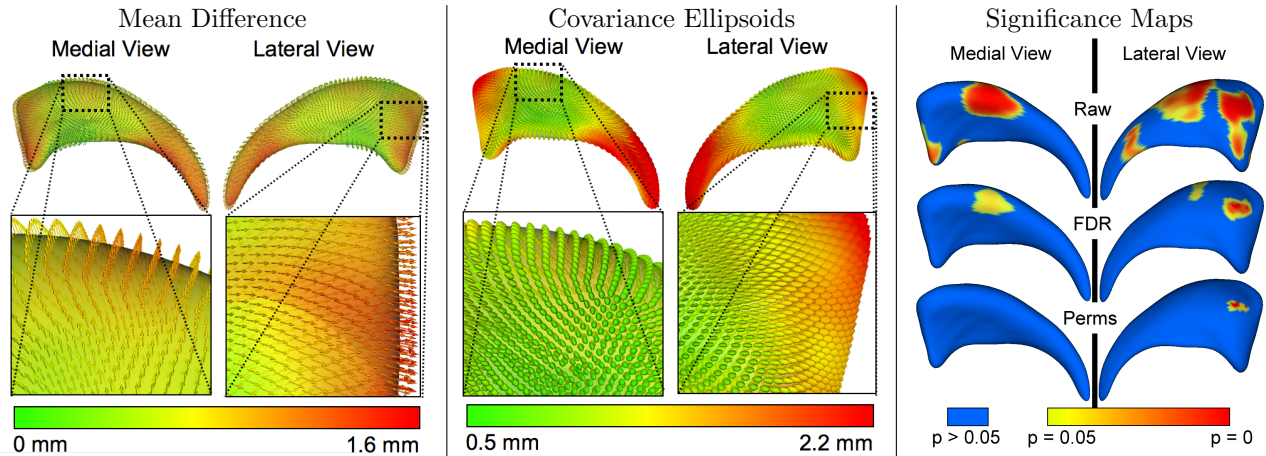 Mean Difference
Medial View Lateral View
0 mm 1.6 mm
Covariance Ellipsoids
Medial View Lateral View
0.5 mm 2.2 mm
Significance Maps
Medial View Lateral View
Raw
FDR
Perms
p > 0.05 p = 0.05 p = 0